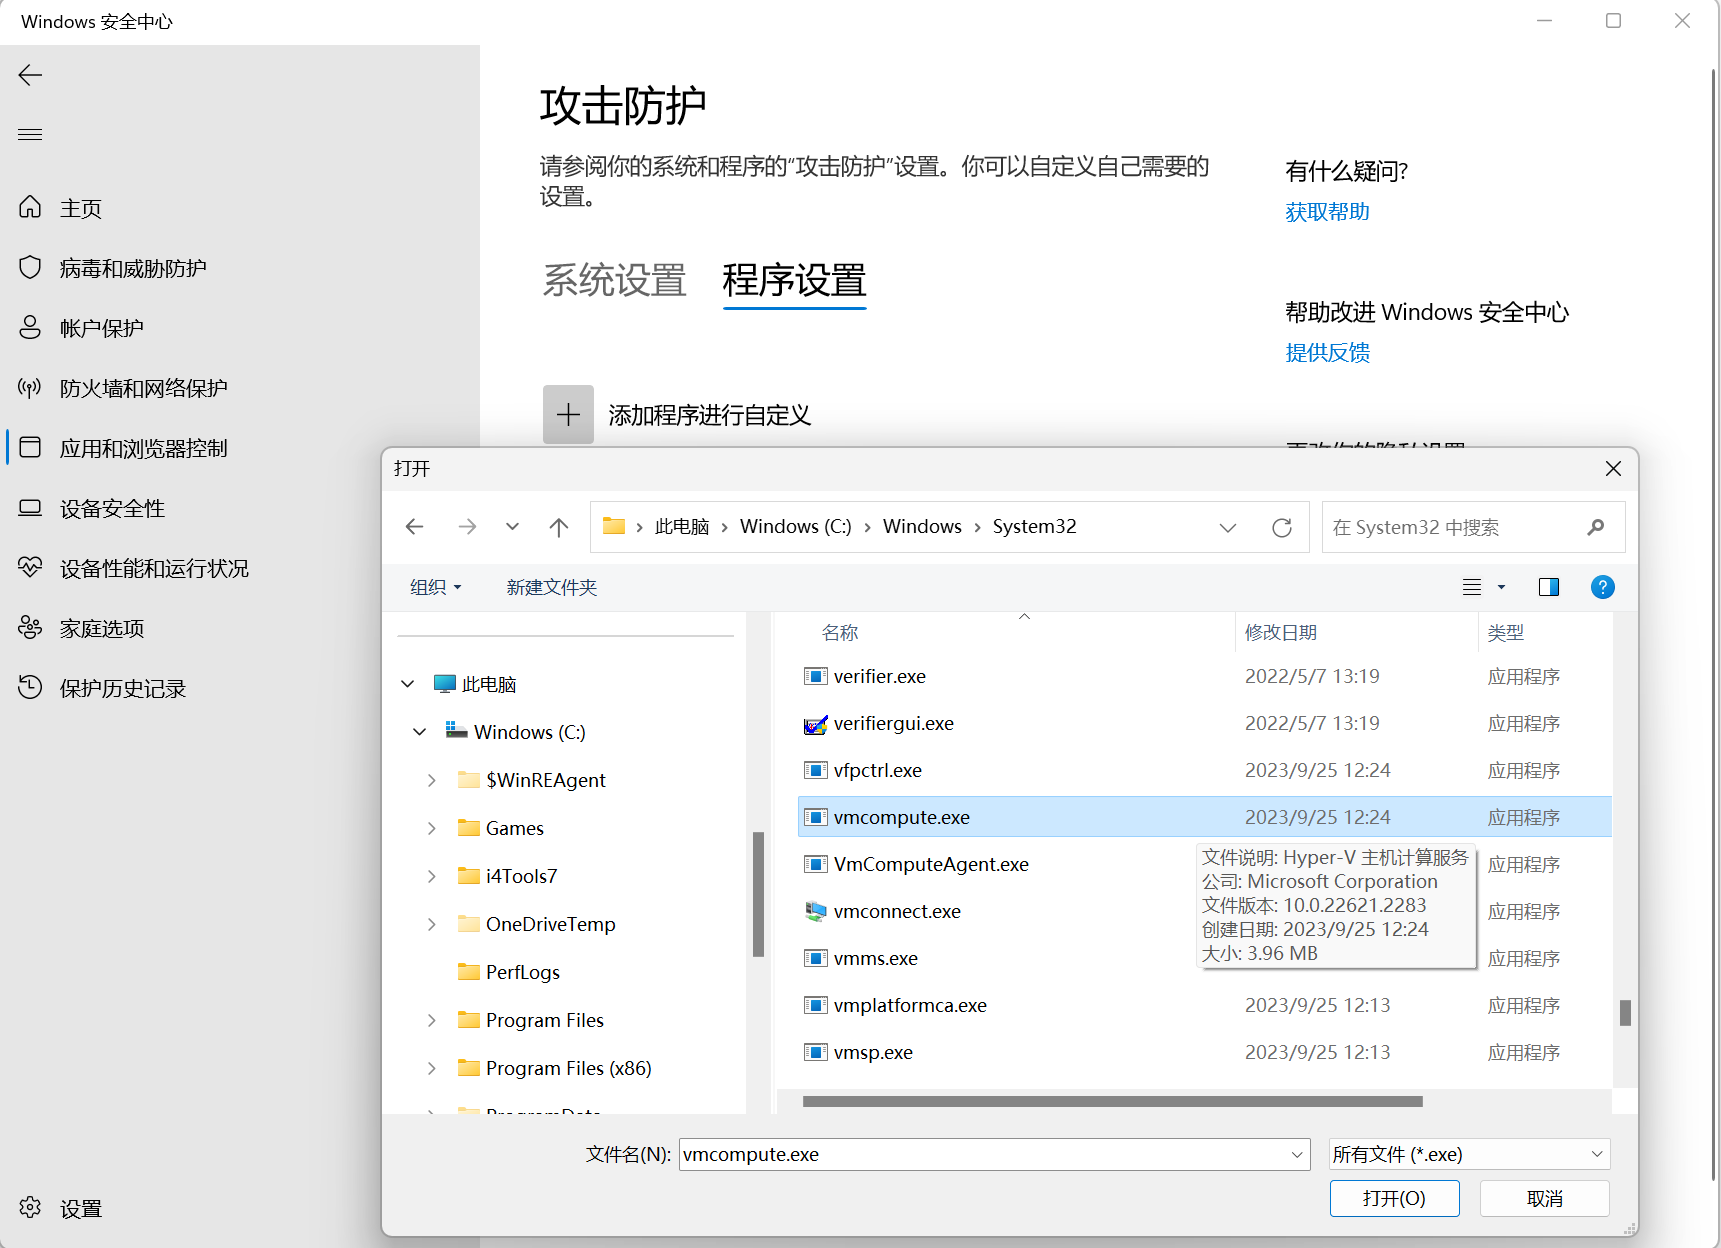 Windows 安全中心
主页
病毒和威胁防护
帐户保护
防火墙和网络保护
应用和浏览器控制
设备安全性
设备性能和运行状况
家庭选项
保护历史记录
设置
攻击防护
请参阅你的系统和程序的“攻击防护”设置。你可以自定义自己需要的
设置。
系统设置 程序设置
添加程序进行自定义
有什么疑问?
获取帮助
帮助改进 Windows 安全中心
提供反馈
更改你的隐私设置
打开
此电脑 Windows (C:) Windows System32
在 System32 中搜索
组织 新建文件夹
此电脑
Windows (C:)
$WinREAgent
Games
i4Tools7
OneDriveTemp
PerfLogs
Program Files
Program Files (x86)
ProgramData
名称 修改日期 类型
verifier.exe 2022/5/7 13:19 应用程序
verifiergui.exe 2022/5/7 13:19 应用程序
vfpctrl.exe 2023/9/25 12:24 应用程序
vmcompute.exe 2023/9/25 12:24 应用程序
VmComputeAgent.exe 应用程序
vmconnect.exe 应用程序
vmms.exe 应用程序
vmplatformca.exe 2023/9/25 12:13 应用程序
vmsp.exe 2023/9/25 12:13 应用程序
文件说明: Hyper-V 主机计算服务
公司: Microsoft Corporation
文件版本: 10.0.22621.2283
创建日期: 2023/9/25 12:24
大小: 3.96 MB
文件名(N): vmcompute.exe 所有文件 (*.exe)
打开(O) 取消